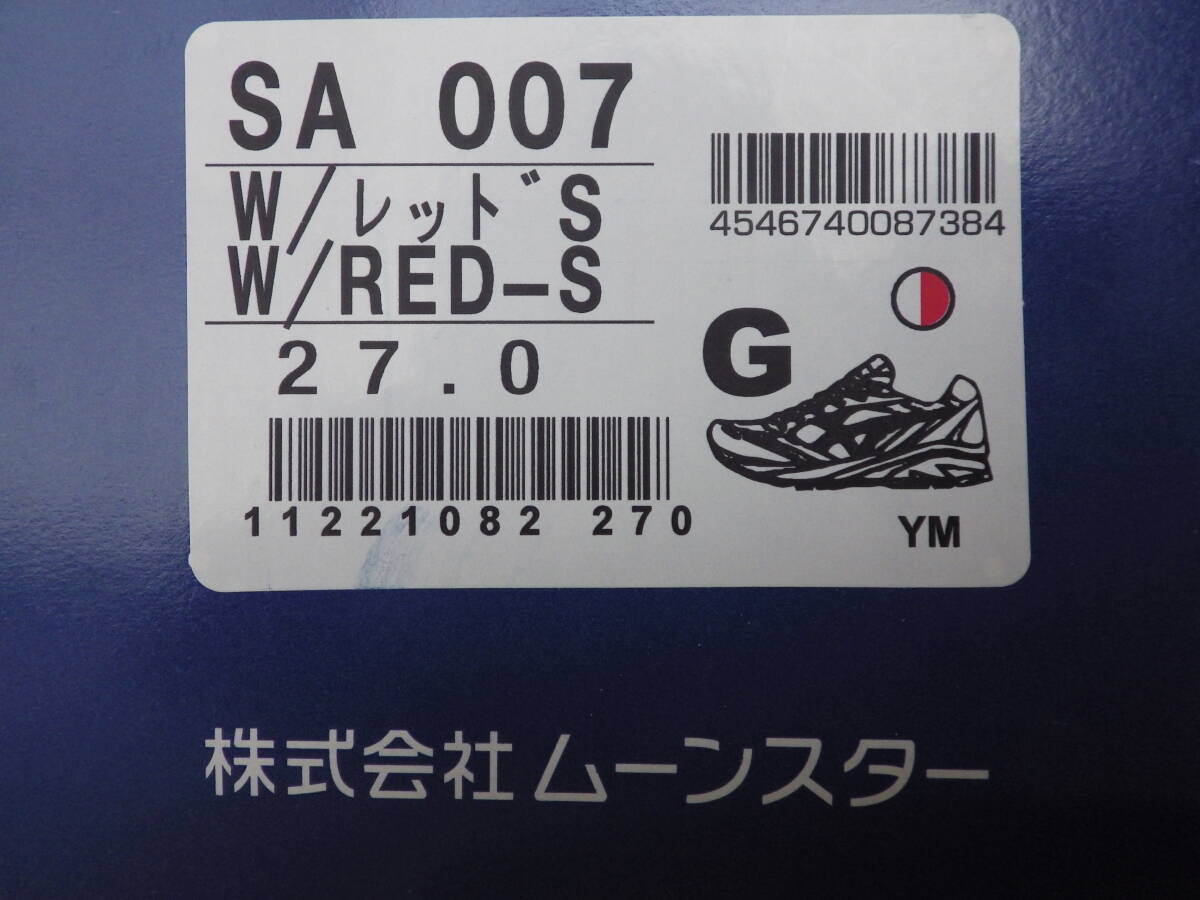 SA 007
W/レッド S
W/RED-S
27.0
11221082 270
4546740087384
G
YM
株式会社ムーンスター